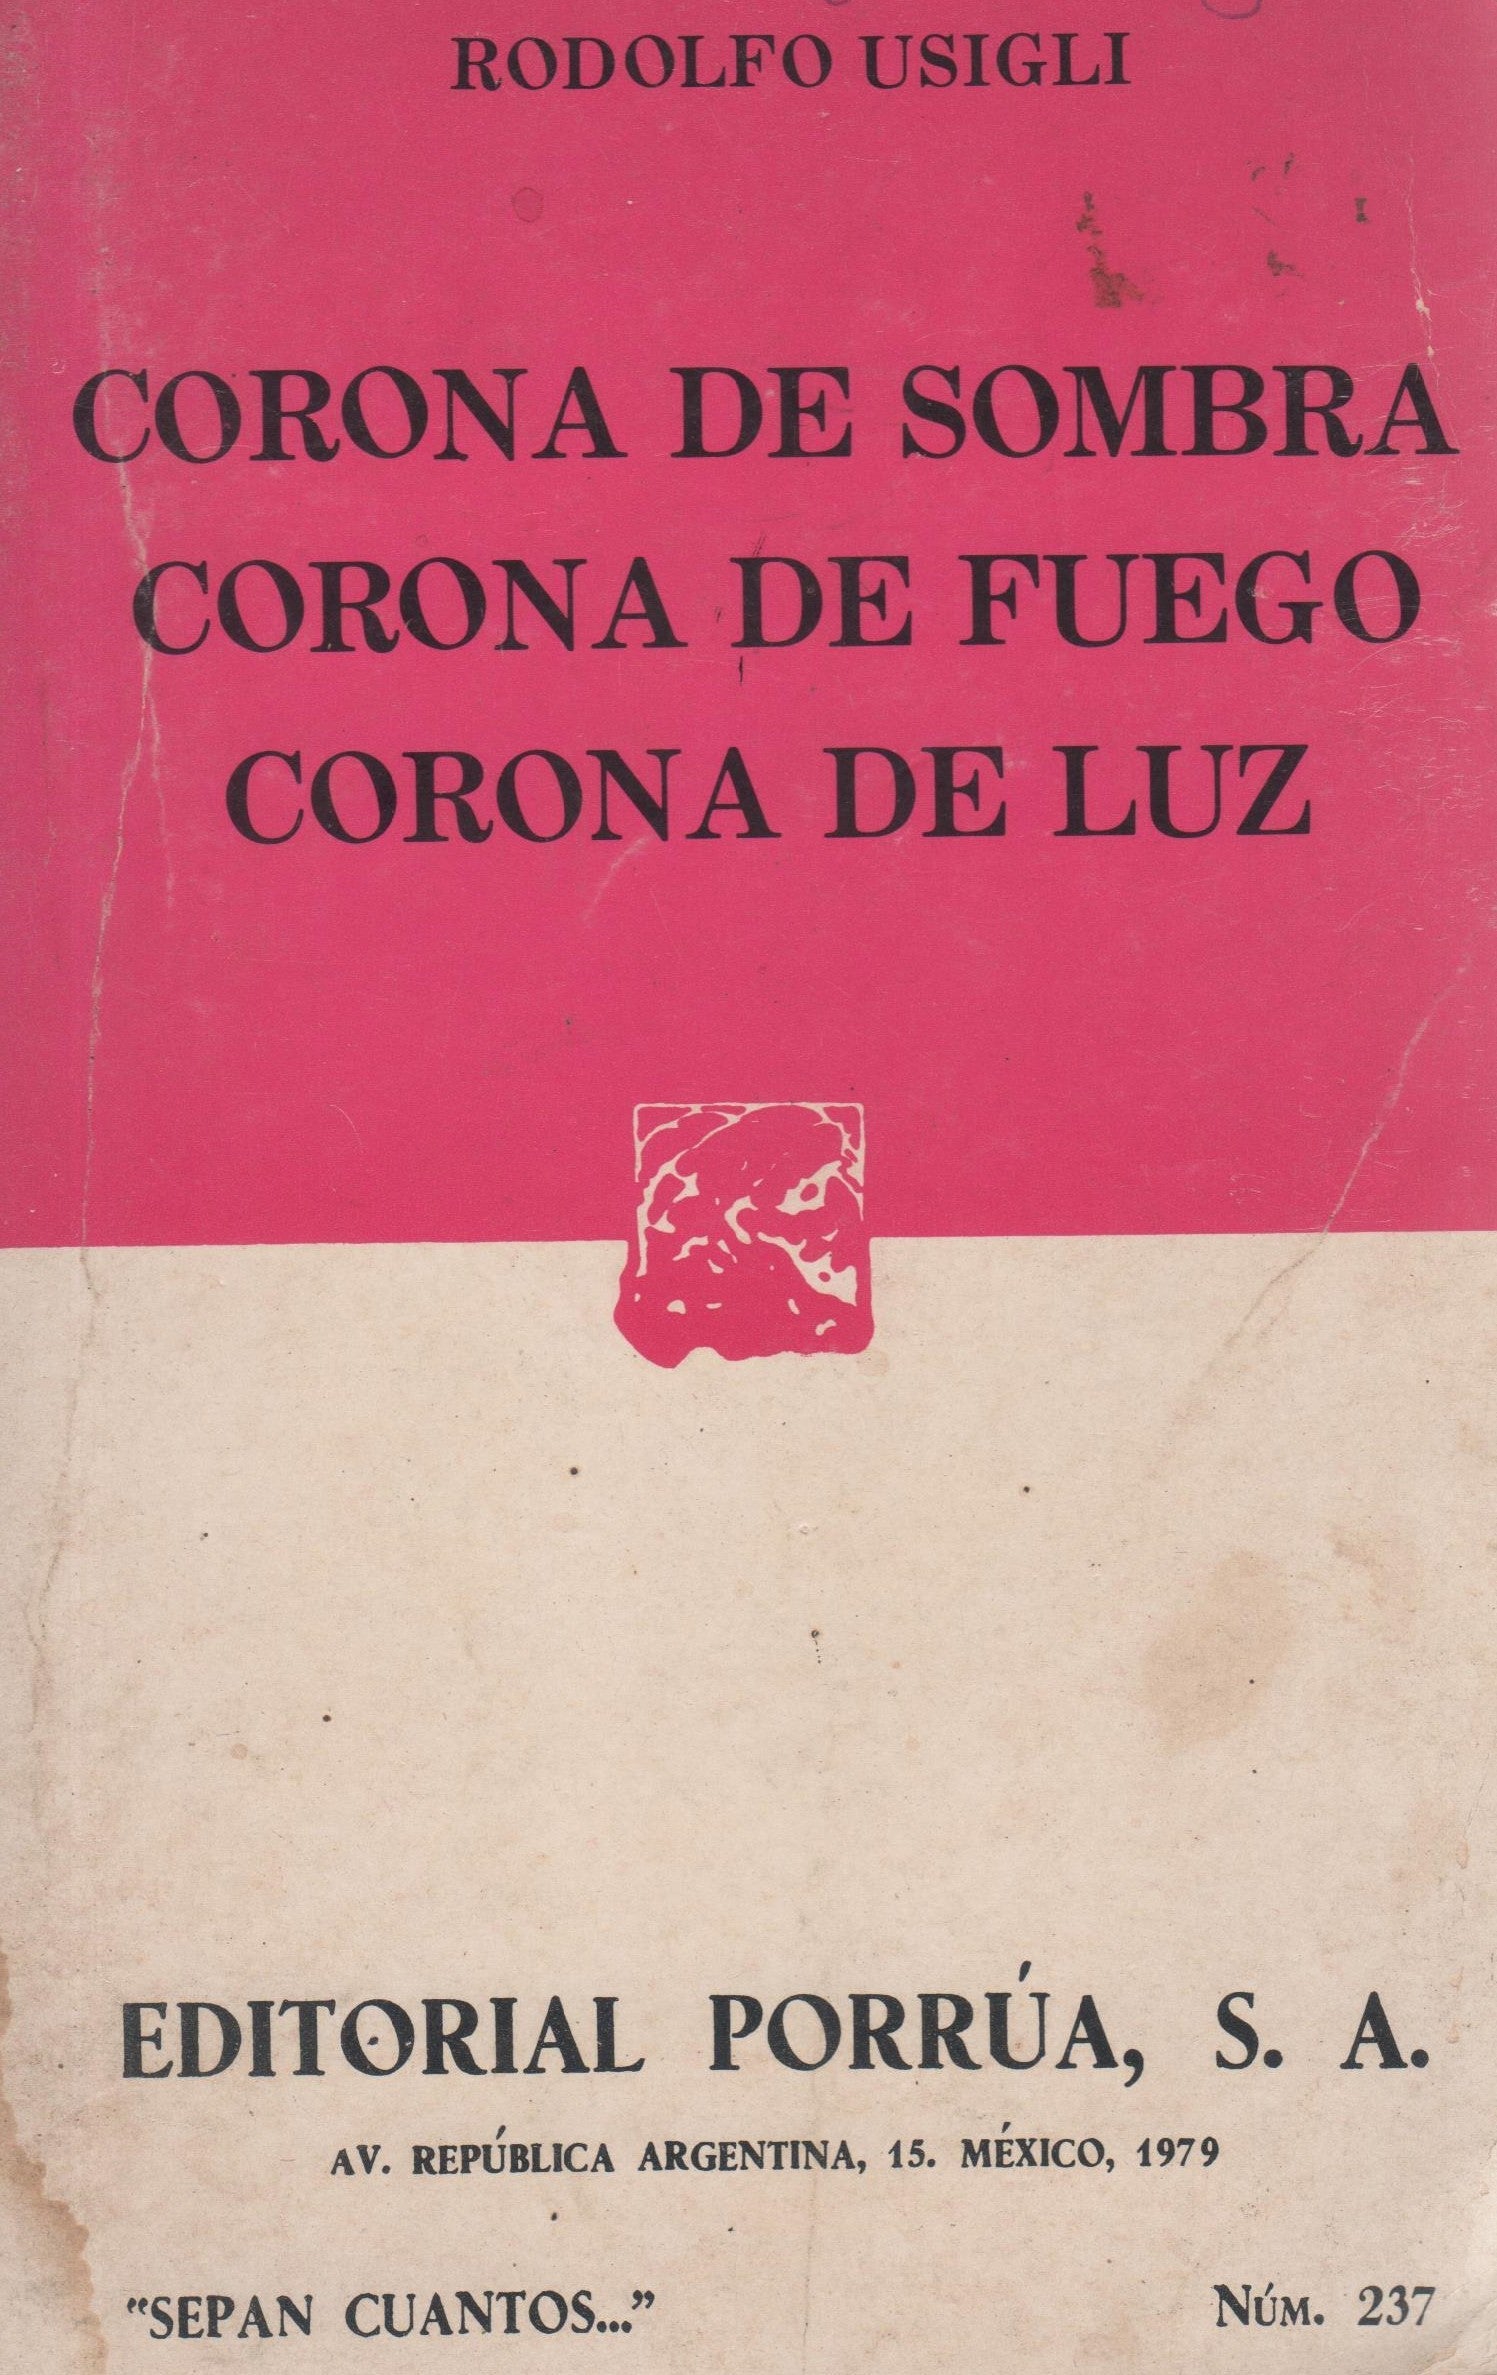 RODOLFO USIGLI
CORONA DE SOMBRA
CORONA DE FUEGO
CORONA DE LUZ
EDITORIAL PORRÚA, S. A.
AV. REPÚBLICA ARGENTINA, 15. MÉXICO, 1979
“SEPAN CUANTOS...”
NÚM. 237